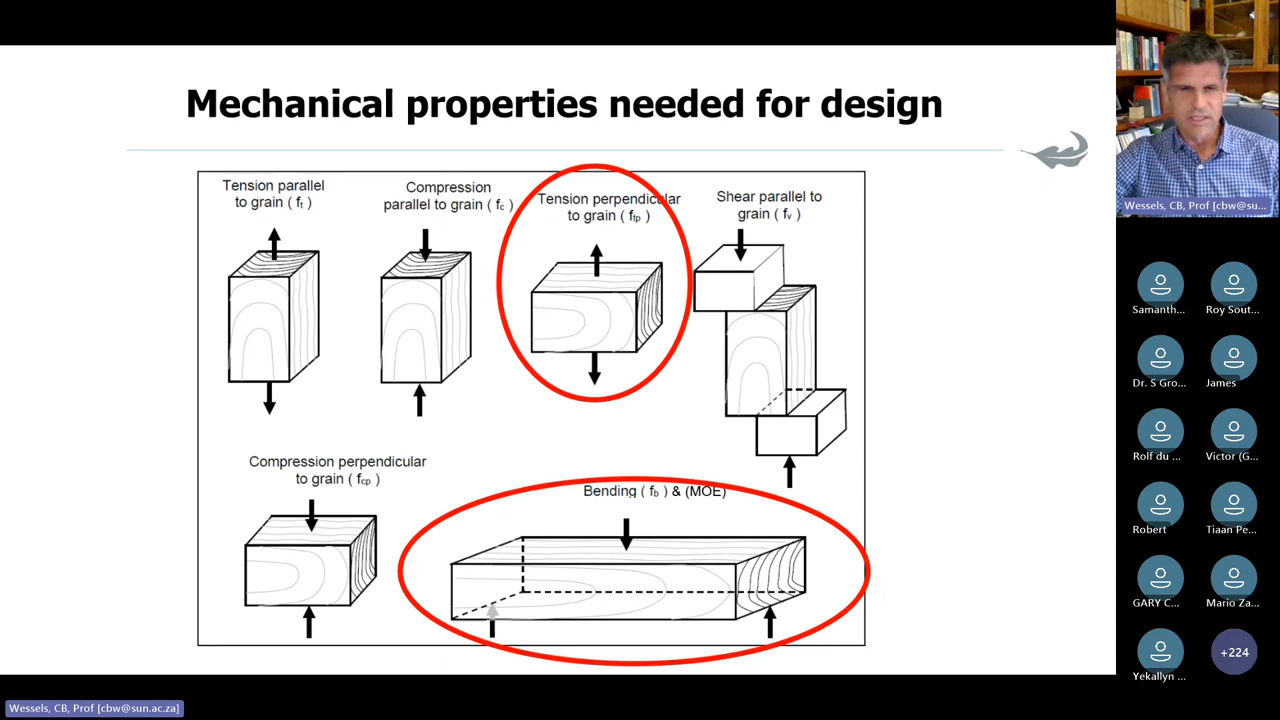 Mechanical properties needed for design
Tension parallel
to grain ( ft )
Compression
parallel to grain ( fc )
Tension perpendicular
to grain ( ftp )
Shear parallel to
grain ( fv )
Compression perpendicular
to grain ( fcp )
Bending ( fb ) & (MOE)
Wessels, CB, Prof [cbw@su...
Samanth...
Roy Sout...
Dr. S Gro...
James
Rolf du ...
Victor (G...
Robert
Tiaan Pe...
GARY C...
Mario Za...
Yekallyn ...
+224
Wessels, CB, Prof [cbw@sun.ac.za]